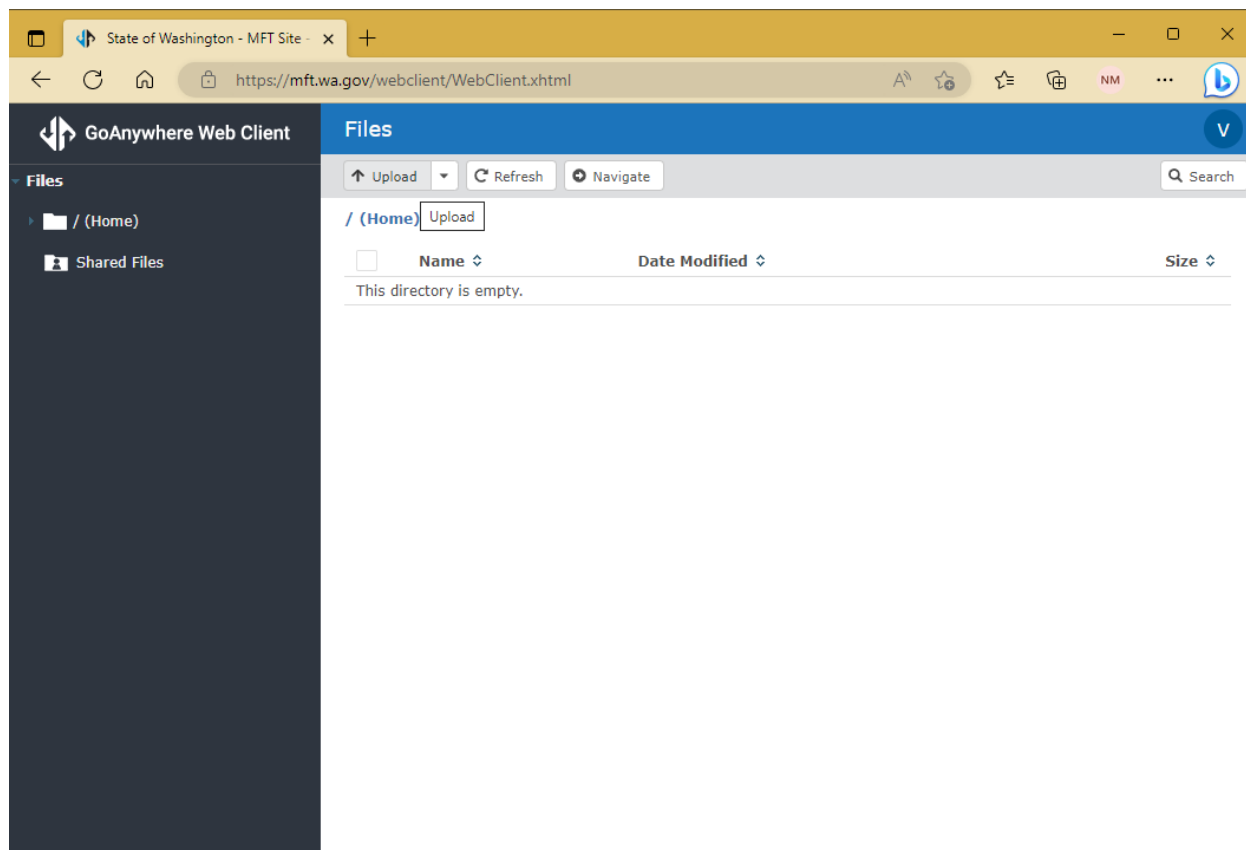 State of Washington - MFT Site -
https://mft.wa.gov/webclient/WebClient.xhtml
A
NM
b
GoAnywhere Web Client
Files
V
Files
Upload
Refresh
Navigate
Search
/ (Home)
/ (Home)
Upload
Shared Files
Name
Date Modified
Size
This directory is empty.